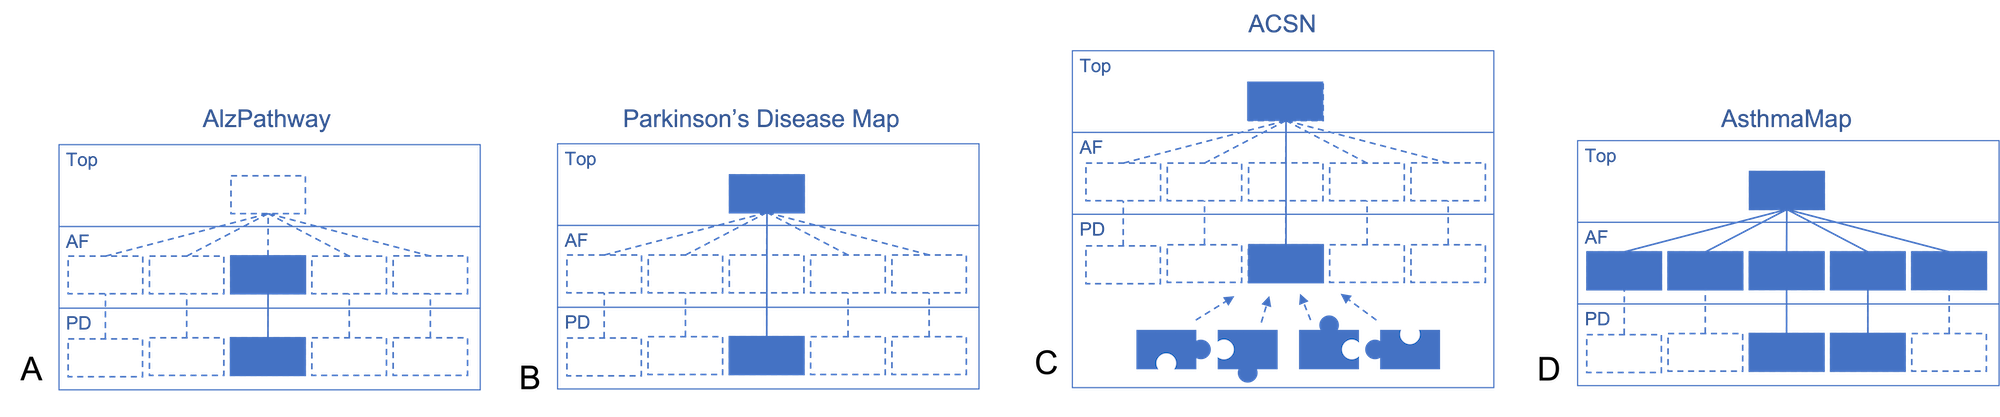 AlzPathway
Top
AF
PD
A
Parkinson's Disease Map
Top
AF
PD
B
ACSN
Top
AF
PD
C
AsthmaMap
Top
AF
PD
D